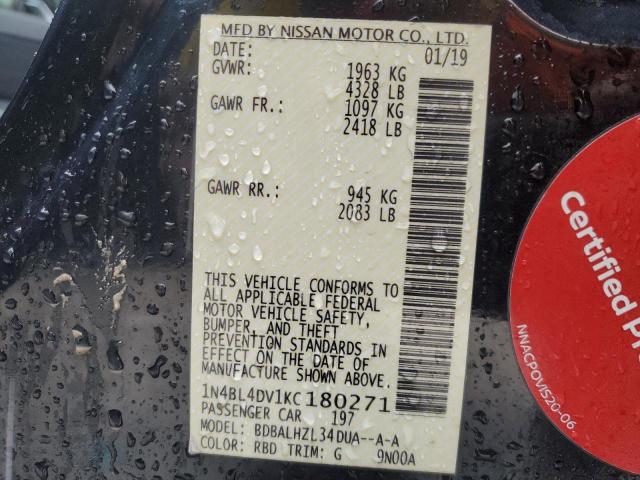 MFD BY NISSAN MOTOR CO., LTD.
DATE: 01/19
GVWR: 1963 KG
4328 LB
GAWR FR.: 1097 KG
2418 LB
GAWR RR.: 945 KG
2083 LB
THIS VEHICLE CONFORMS TO
ALL APPLICABLE FEDERAL
MOTOR VEHICLE SAFETY,
BUMPER, AND THEFT
PREVENTION STANDARDS IN
EFFECT ON THE DATE OF
MANUFACTURE SHOWN ABOVE.
1N4BL4DV1KC180271
PASSENGER CAR 197
MODEL: BDBALHZL34DUA--A-A
COLOR: RBD TRIM: G 9N00A
Certified
NNACPOVIS20-06